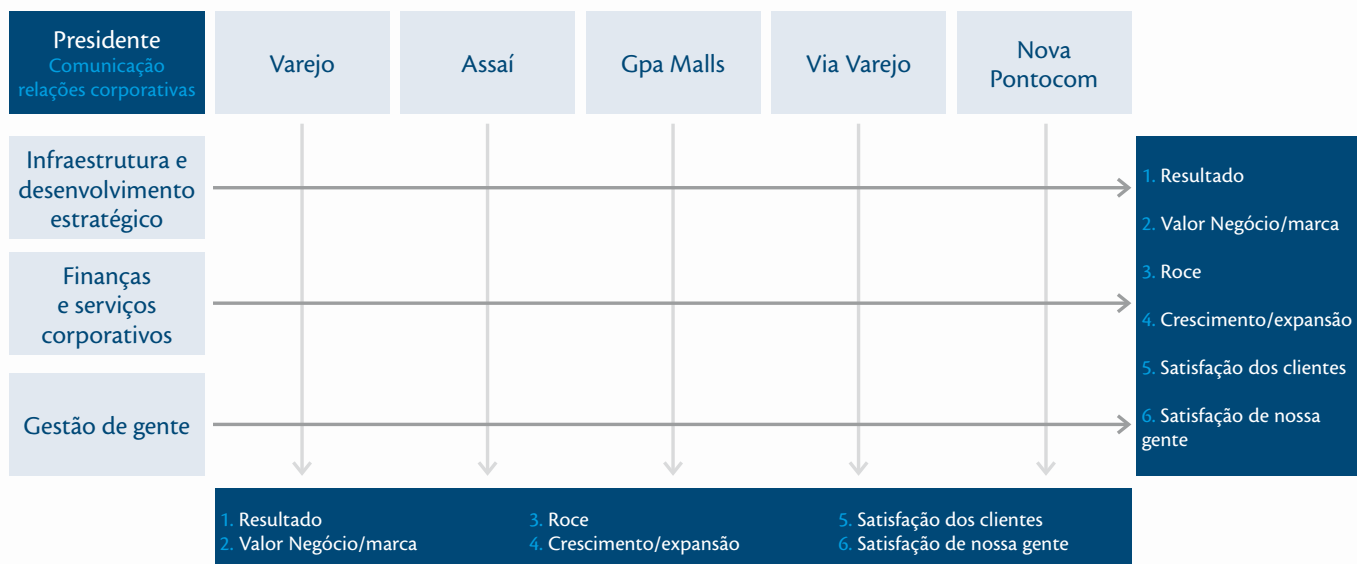 Presidente
Comunicação
relações corporativas
Varejo
Assaí
Gpa Malls
Via Varejo
Nova
Pontocom
Infraestrutura e
desenvolvimento
estratégico
Finanças
e serviços
corporativos
Gestão de gente
1. Resultado
2. Valor Negócio/marca
3. Roce
4. Crescimento/expansão
5. Satisfação dos clientes
6. Satisfação de nossa
gente
1. Resultado
2. Valor Negócio/marca
3. Roce
4. Crescimento/expansão
5. Satisfação dos clientes
6. Satisfação de nossa gente